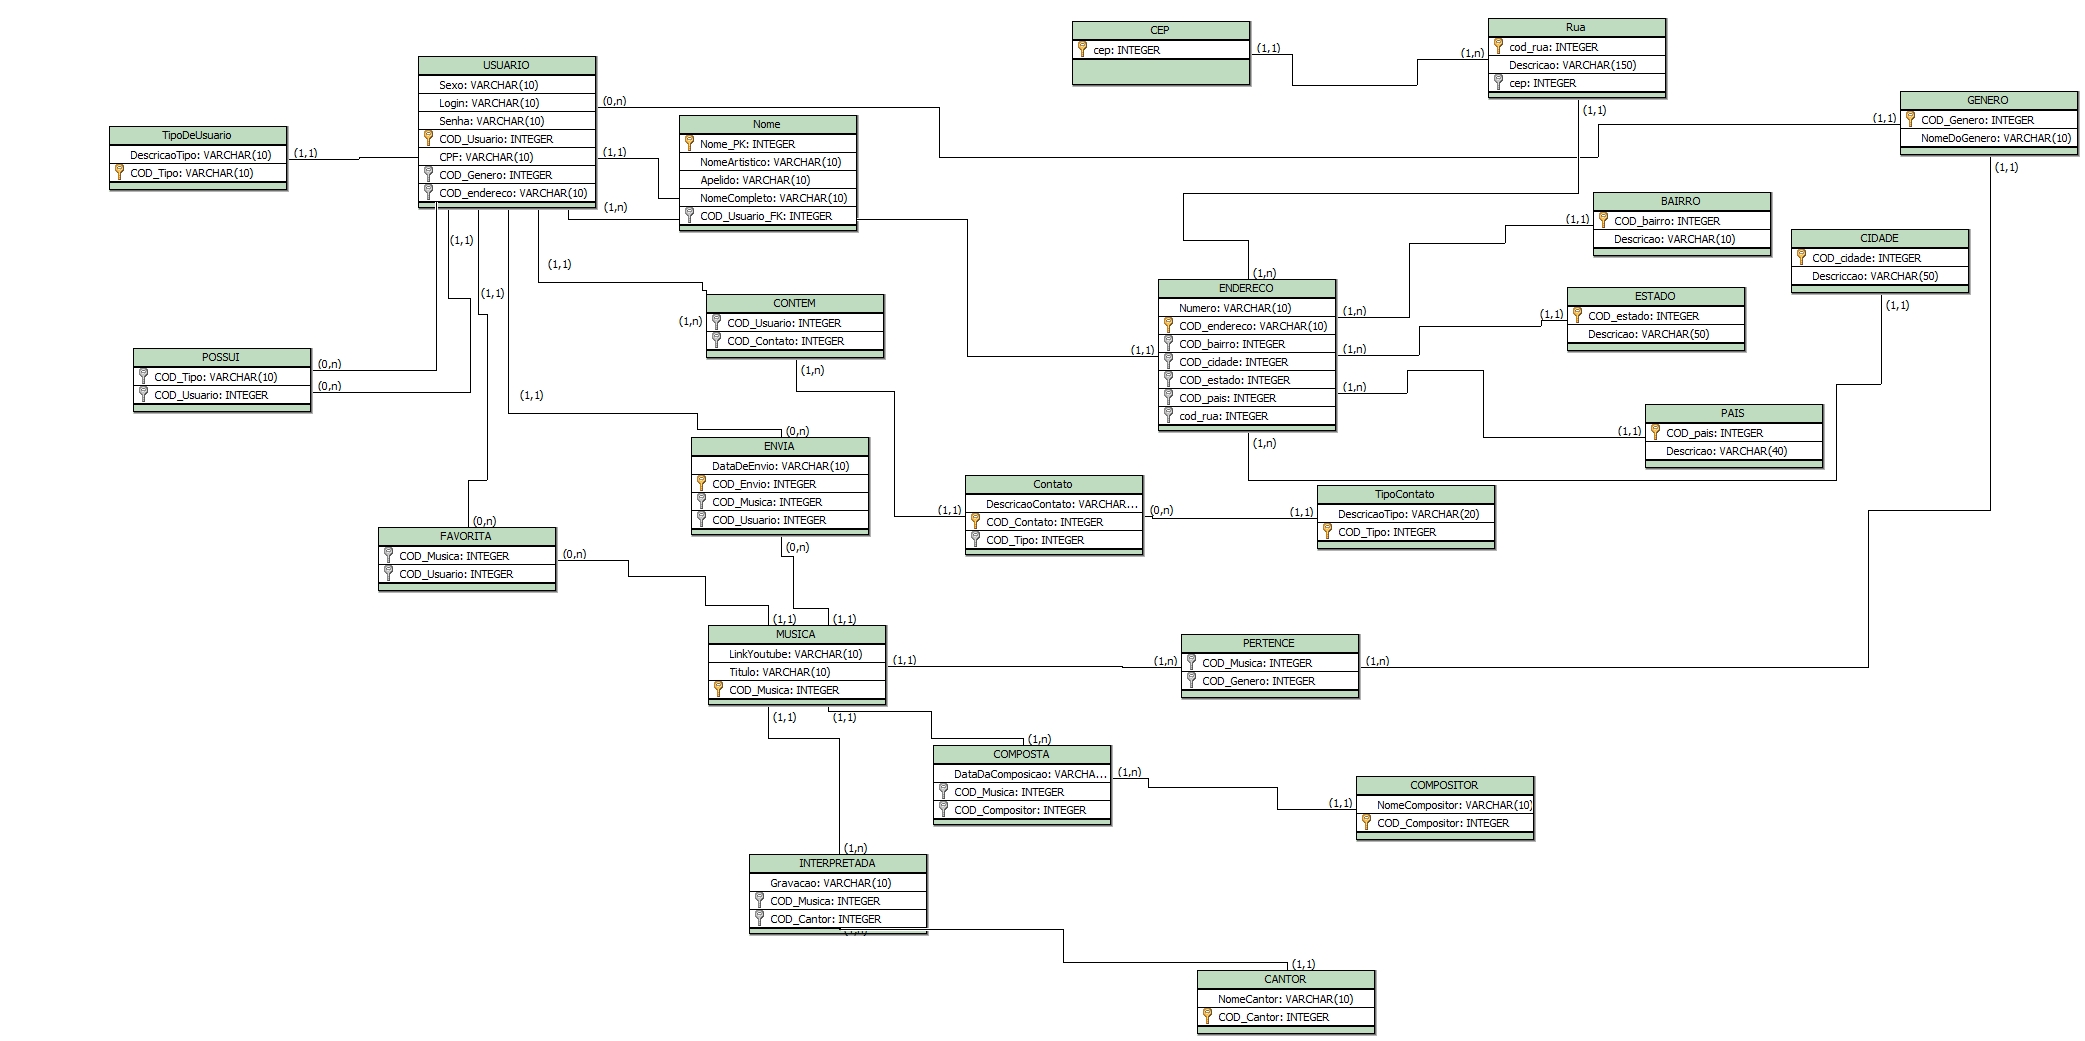 CEP
cep: INTEGER
(1,1)
(1,n)
Rua
cod_rua: INTEGER
Descricao: VARCHAR(150)
cep: INTEGER
(1,1)
USUARIO
Sexo: VARCHAR(10)
Login: VARCHAR(10)
Senha: VARCHAR(10)
COD_Usuario: INTEGER
CPF: VARCHAR(10)
COD_Genero: INTEGER
COD_endereco: VARCHAR(10)
(0,n)
(1,1)
(1,n)
TipoDeUsuario
DescricaoTipo: VARCHAR(10)
COD_Tipo: VARCHAR(10)
(1,1)
Nome
Nome_PK: INTEGER
NomeArtistico: VARCHAR(10)
Apelido: VARCHAR(10)
NomeCompleto: VARCHAR(10)
COD_Usuario_FK: INTEGER
GENERO
COD_Genero: INTEGER
NomeDoGenero: VARCHAR(10)
(1,1)
(1,1)
BAIRRO
COD_bairro: INTEGER
Descricao: VARCHAR(10)
(1,1)
CIDADE
COD_cidade: INTEGER
Descriccao: VARCHAR(50)
(1,1)
(1,1)
(1,1)
(1,1)
CONTEM
COD_Usuario: INTEGER
COD_Contato: INTEGER
(1,n)
(1,n)
(1,n)
ENDERECO
Numero: VARCHAR(10)
COD_endereco: VARCHAR(10)
COD_bairro: INTEGER
COD_cidade: INTEGER
COD_estado: INTEGER
COD_pais: INTEGER
cod_rua: INTEGER
(1,1)
(1,n)
(1,n)
(1,n)
(1,n)
ESTADO
COD_estado: INTEGER
Descricao: VARCHAR(50)
(1,1)
POSSUI
COD_Tipo: VARCHAR(10)
COD_Usuario: INTEGER
(0,n)
(0,n)
(1,1)
PAIS
COD_pais: INTEGER
Descricao: VARCHAR(40)
(1,1)
(0,n)
ENVIA
DataDeEnvio: VARCHAR(10)
COD_Envio: INTEGER
COD_Musica: INTEGER
COD_Usuario: INTEGER
(0,n)
Contato
DescricaoContato: VARCHAR...
COD_Contato: INTEGER
COD_Tipo: INTEGER
(1,1)
(0,n)
(1,1)
TipoContato
DescricaoTipo: VARCHAR(20)
COD_Tipo: INTEGER
(0,n)
FAVORITA
COD_Musica: INTEGER
COD_Usuario: INTEGER
(0,n)
(1,1)
(1,1)
MUSICA
LinkYoutube: VARCHAR(10)
Titulo: VARCHAR(10)
COD_Musica: INTEGER
(1,1)
(1,1)
(1,1)
(1,n)
PERTENCE
COD_Musica: INTEGER
COD_Genero: INTEGER
(1,n)
(1,n)
COMPOSTA
DataDaComposicao: VARCHA...
COD_Musica: INTEGER
COD_Compositor: INTEGER
(1,n)
(1,1)
COMPOSITOR
NomeCompositor: VARCHAR(10)
COD_Compositor: INTEGER
(1,n)
INTERPRETADA
Gravacao: VARCHAR(10)
COD_Musica: INTEGER
COD_Cantor: INTEGER
(1,1)
CANTOR
NomeCantor: VARCHAR(10)
COD_Cantor: INTEGER